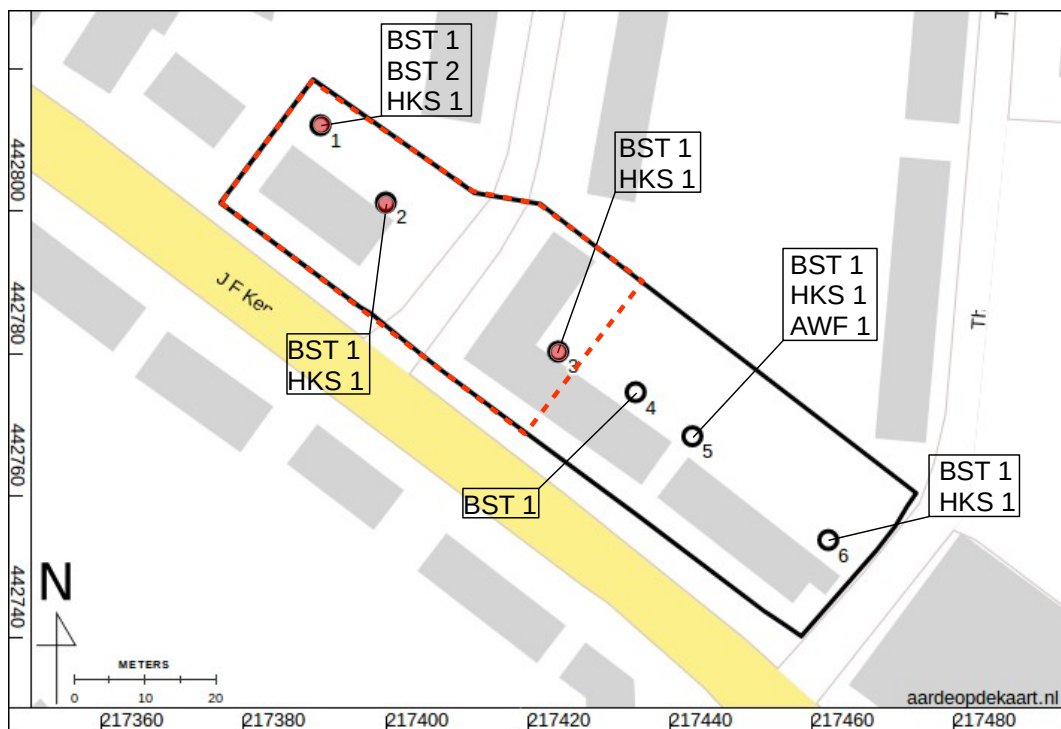 BST 1
BST 2
HKS 1
1
BST 1
HKS 1
2
BST 1
HKS 1
3
BST 1
HKS 1
AWF 1
J F Ker
BST 1
4
5
BST 1
HKS 1
6
442800
442780
442760
442740
N
METERS
0 10 20
aardeopdekaart.nl
217360 217380 217400 217420 217440 217460 217480